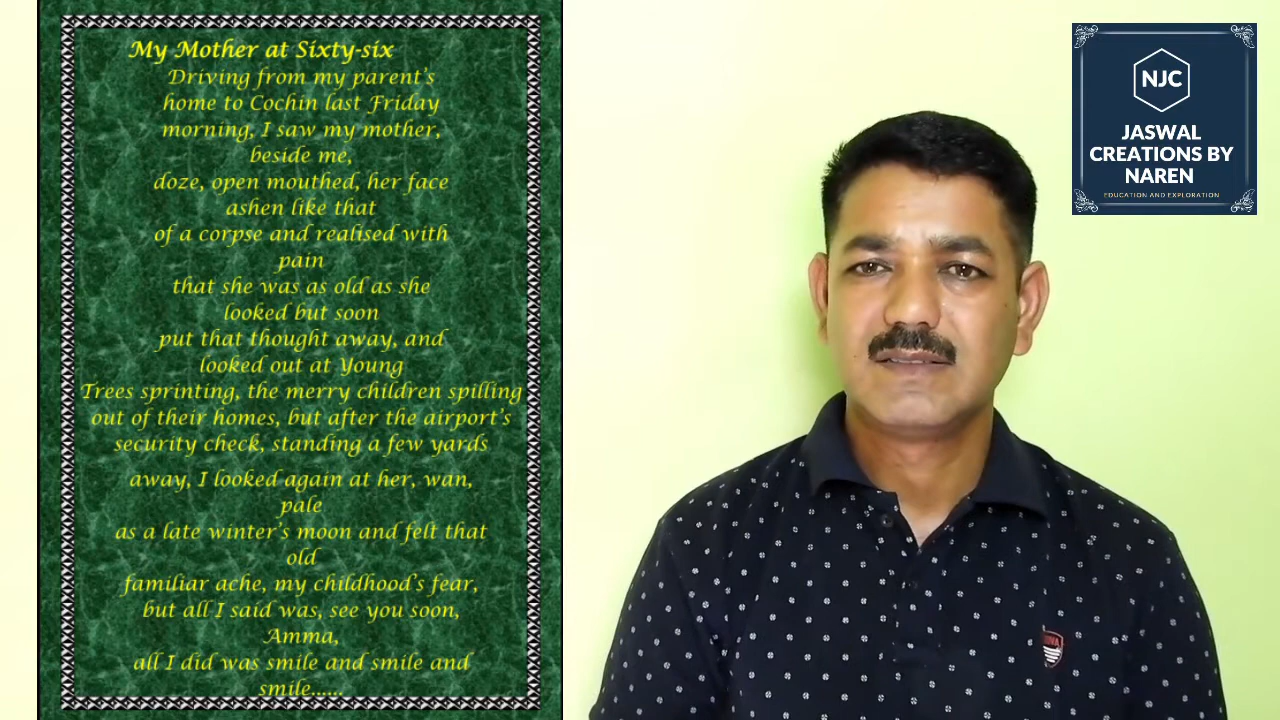 My Mother at Sixty-six
Driving from my parent's
home to Cochin last Friday
morning, I saw my mother,
beside me,
doze, open mouthed, her face
ashen like that
of a corpse and realised with
pain
that she was as old as she
looked but soon
put that thought away, and
looked out at Young
Trees sprinting, the merry children spilling
out of their homes, but after the airport's
security check, standing a few yards
away, I looked again at her, wan,
pale
as a late winter's moon and felt that
old
familiar ache, my childhood's fear,
but all I said was, see you soon,
Amma,
all I did was smile and smile and
smile......
NJC
JASWAL
CREATIONS BY
NAREN
EDUCATION AND EXPLORATION